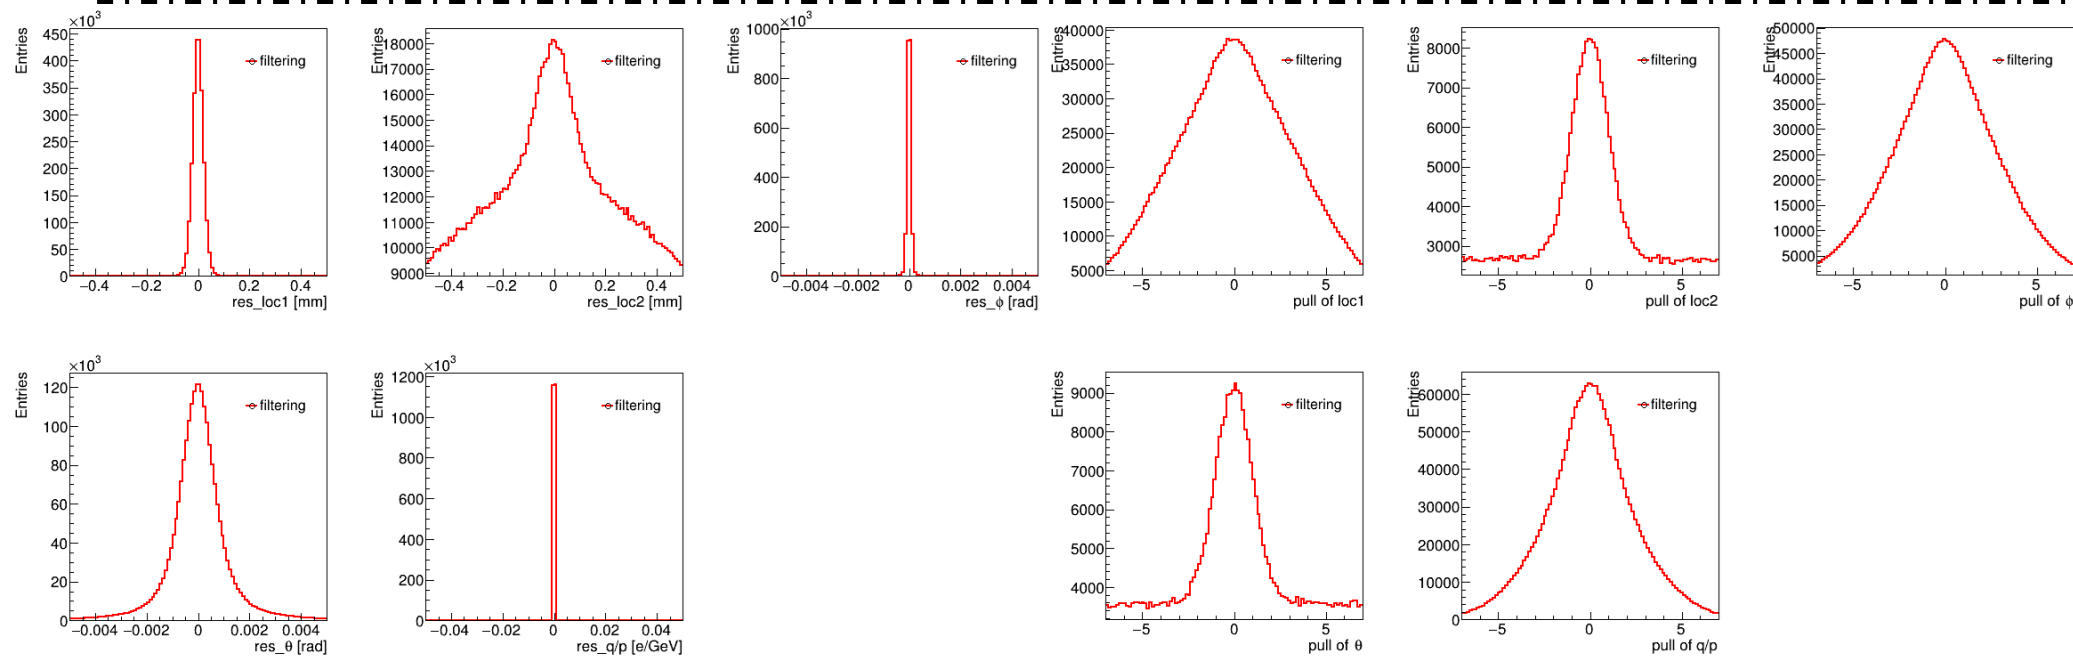 ×10³
Entries
450
400
350
300
250
200
150
100
50
0
filtering
−0.4 −0.2 0 0.2 0.4
res_loc1 [mm]
Entries
18000
17000
16000
15000
14000
13000
12000
11000
10000
9000
filtering
−0.4 −0.2 0 0.2 0.4
res_loc2 [mm]
×10³
Entries
1000
800
600
400
200
0
filtering
−0.004 −0.002 0 0.002 0.004
res_ϕ [rad]
Entries
40000
35000
30000
25000
20000
15000
10000
5000
filtering
−5 0 5
pull of loc1
Entries
8000
7000
6000
5000
4000
3000
filtering
−5 0 5
pull of loc2
Entries
50000
45000
40000
35000
30000
25000
20000
15000
10000
5000
filtering
−5 0 5
pull of ϕ
×10³
Entries
120
100
80
60
40
20
0
filtering
−0.004 −0.002 0 0.002 0.004
res_θ [rad]
×10³
Entries
1200
1000
800
600
400
200
0
filtering
−0.04 −0.02 0 0.02 0.04
res_q/p [e/GeV]
Entries
9000
8000
7000
6000
5000
4000
filtering
−5 0 5
pull of θ
Entries
60000
50000
40000
30000
20000
10000
0
filtering
−5 0 5
pull of q/p